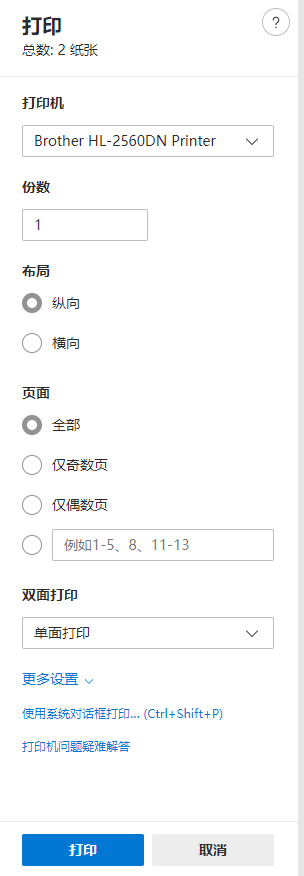 打印
?
总数: 2 纸张
打印机
Brother HL-2560DN Printer
份数
1
布局
纵向
横向
页面
全部
仅奇数页
仅偶数页
例如1-5、8、11-13
双面打印
单面打印
更多设置
使用系统对话框打印... (Ctrl+Shift+P)
打印机问题疑难解答
打印
取消